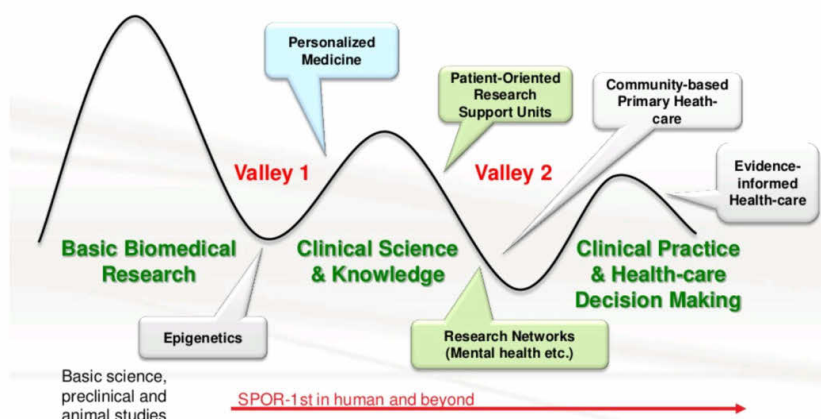 Personalized
Medicine
Patient-Oriented
Research
Support Units
Community-based
Primary Heath-
care
Valley 1
Valley 2
Evidence-
informed
Health-care
Basic Biomedical
Research
Clinical Science
& Knowledge
Clinical Practice
& Health-care
Decision Making
Epigenetics
Research Networks
(Mental health etc.)
Basic science,
preclinical and
animal studies
SPOR-1st in human and beyond